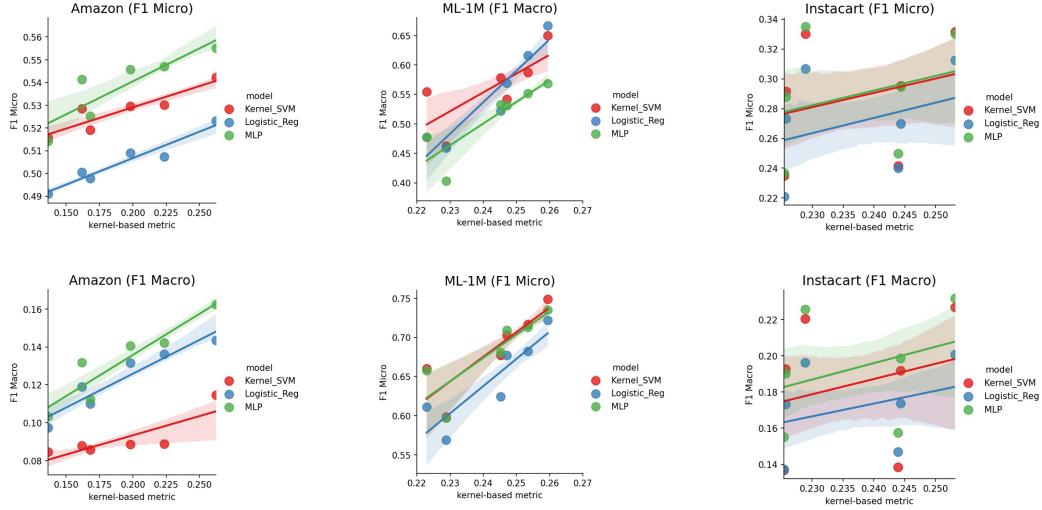 Amazon (F1 Micro)
F1 Micro
0.56
0.55
0.54
0.53
0.52
0.51
0.50
0.49
0.150 0.175 0.200 0.225 0.250
kernel-based metric
model
Kernel_SVM
Logistic_Reg
MLP
ML-1M (F1 Macro)
F1 Macro
0.65
0.60
0.55
0.50
0.45
0.40
0.22 0.23 0.24 0.25 0.26 0.27
kernel-based metric
model
Kernel_SVM
Logistic_Reg
MLP
Instacart (F1 Micro)
F1 Micro
0.34
0.32
0.30
0.28
0.26
0.24
0.22
0.230 0.235 0.240 0.245 0.250
kernel-based metric
model
Kernel_SVM
Logistic_Reg
MLP
Amazon (F1 Macro)
F1 Macro
0.16
0.14
0.12
0.10
0.08
0.150 0.175 0.200 0.225 0.250
kernel-based metric
model
Kernel_SVM
Logistic_Reg
MLP
ML-1M (F1 Micro)
F1 Micro
0.75
0.70
0.65
0.60
0.55
0.22 0.23 0.24 0.25 0.26 0.27
kernel-based metric
model
Kernel_SVM
Logistic_Reg
MLP
Instacart (F1 Macro)
F1 Macro
0.22
0.20
0.18
0.16
0.14
0.230 0.235 0.240 0.245 0.250
kernel-based metric
model
Kernel_SVM
Logistic_Reg
MLP